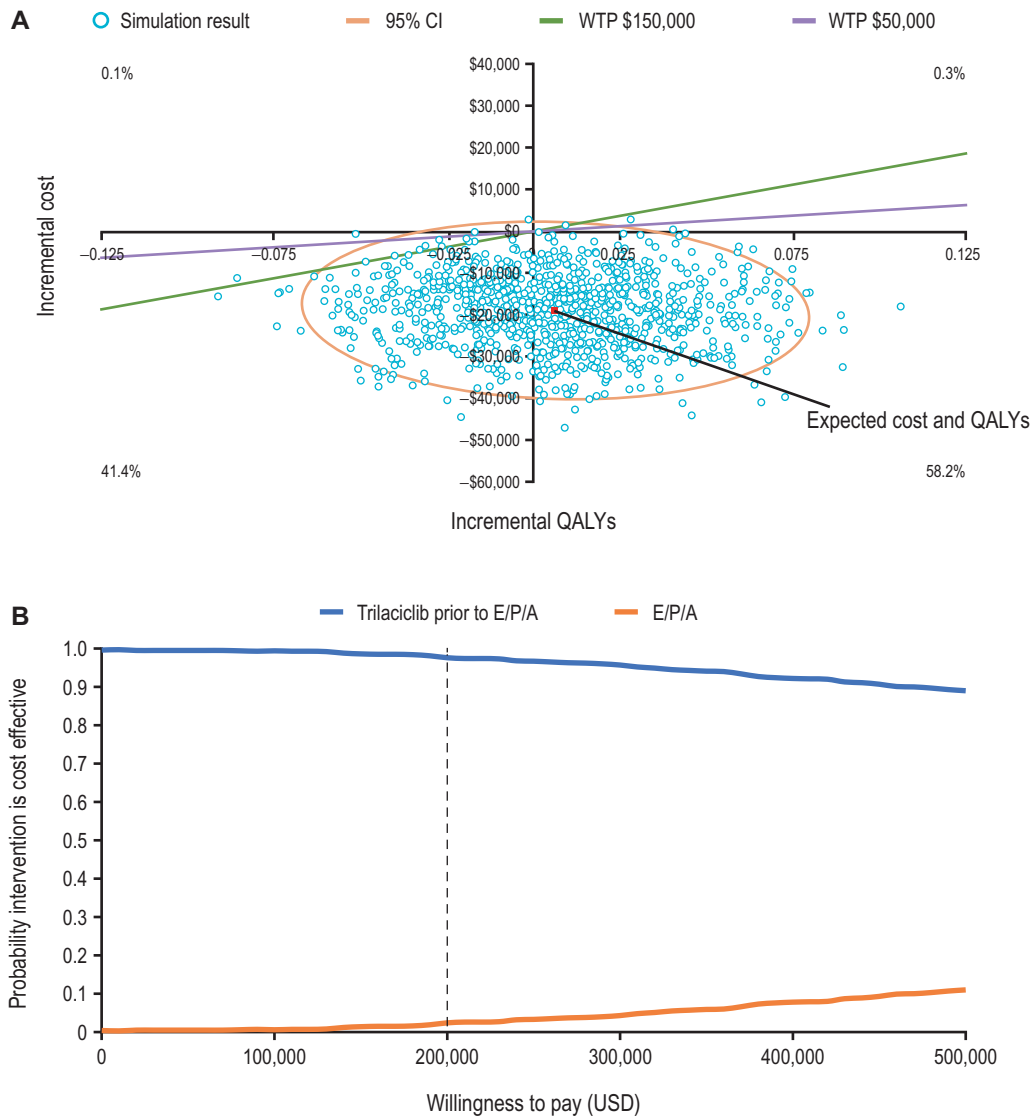 A
Simulation result
95% CI
WTP $150,000
WTP $50,000
0.1%
0.3%
$40,000
$30,000
$20,000
$10,000
$0
–$10,000
–$20,000
–$30,000
–$40,000
–$50,000
–$60,000
–0.125
–0.075
–0.025
0.025
0.075
0.125
Incremental cost
Expected cost and QALYs
41.4%
58.2%
Incremental QALYs
B
Trilaciclib prior to E/P/A
E/P/A
Probability intervention is cost effective
1.0
0.9
0.8
0.7
0.6
0.5
0.4
0.3
0.2
0.1
0
0
100,000
200,000
300,000
400,000
500,000
Willingness to pay (USD)